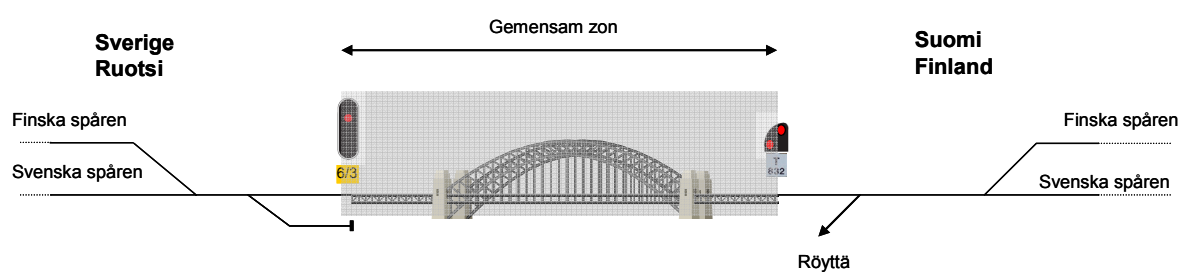 Gemensam zon
Sverige
Ruotsi
Suomi
Finland
Finska spåren
Svenska spåren
6/3
T
832
Finska spåren
Svenska spåren
Röyttä